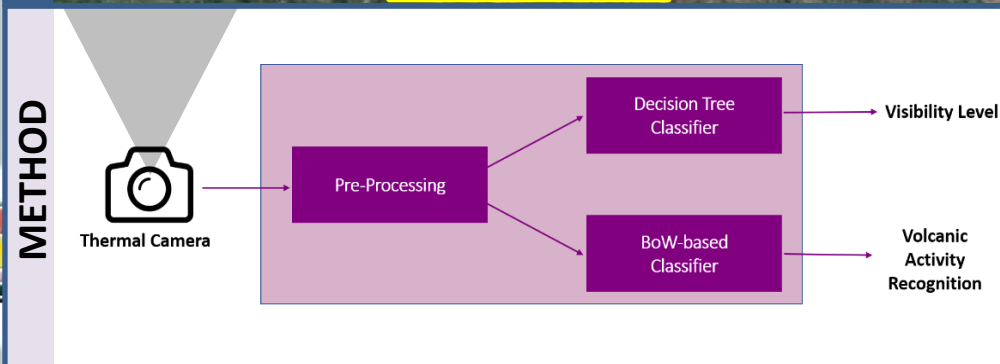 METHOD
Thermal Camera
Pre-Processing
Decision Tree
Classifier
BoW-based
Classifier
Visibility Level
Volcanic
Activity
Recognition